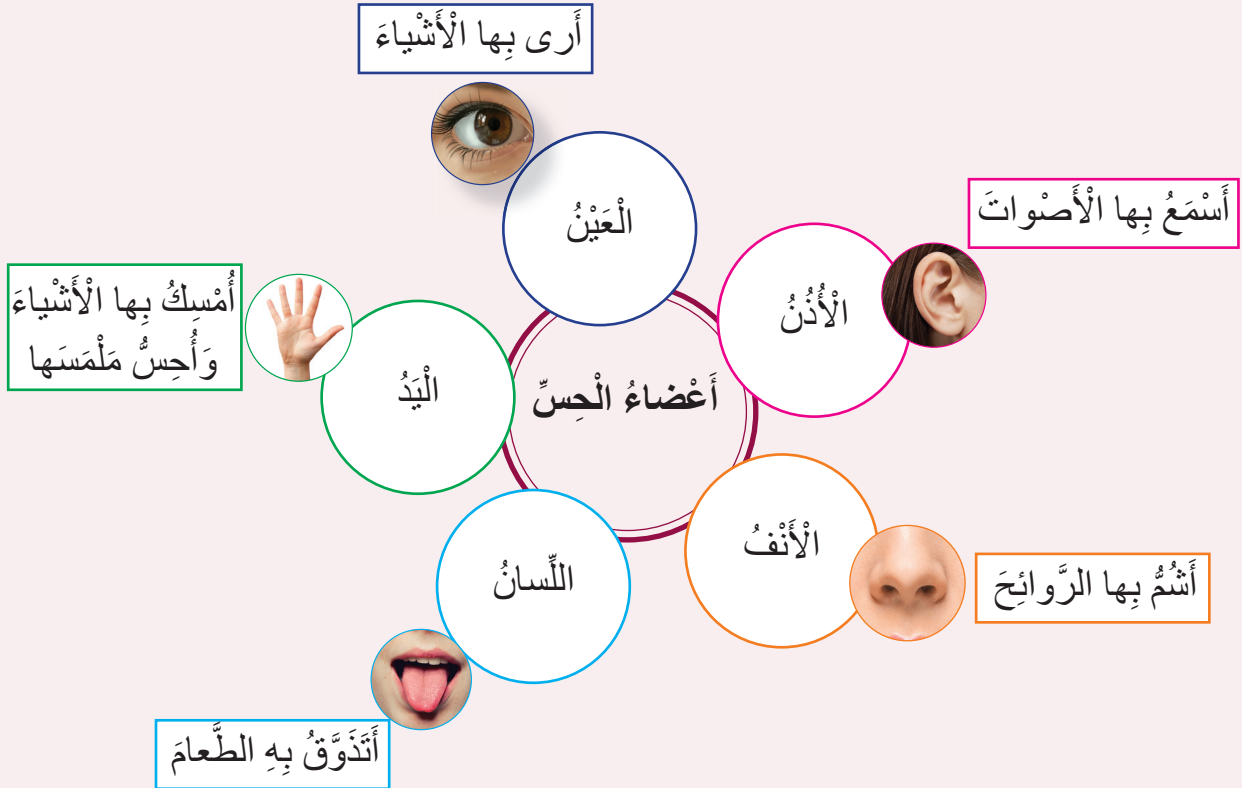 أَرى بِها الْأَشْياءَ
الْعَيْنُ
أَسْمَعُ بِها الْأَصْواتَ
الْأُذُنُ
أُمْسِكُ بِها الْأَشْياءَ
وَأُحِسُّ مَلْمَسَها
الْيَدُ
أَعْضاءُ الْحِسِّ
الْأَنْفُ
أَشُمُّ بِها الرَّوائِحَ
اللِّسانُ
أَتَذَوَّقُ بِهِ الطَّعامَ